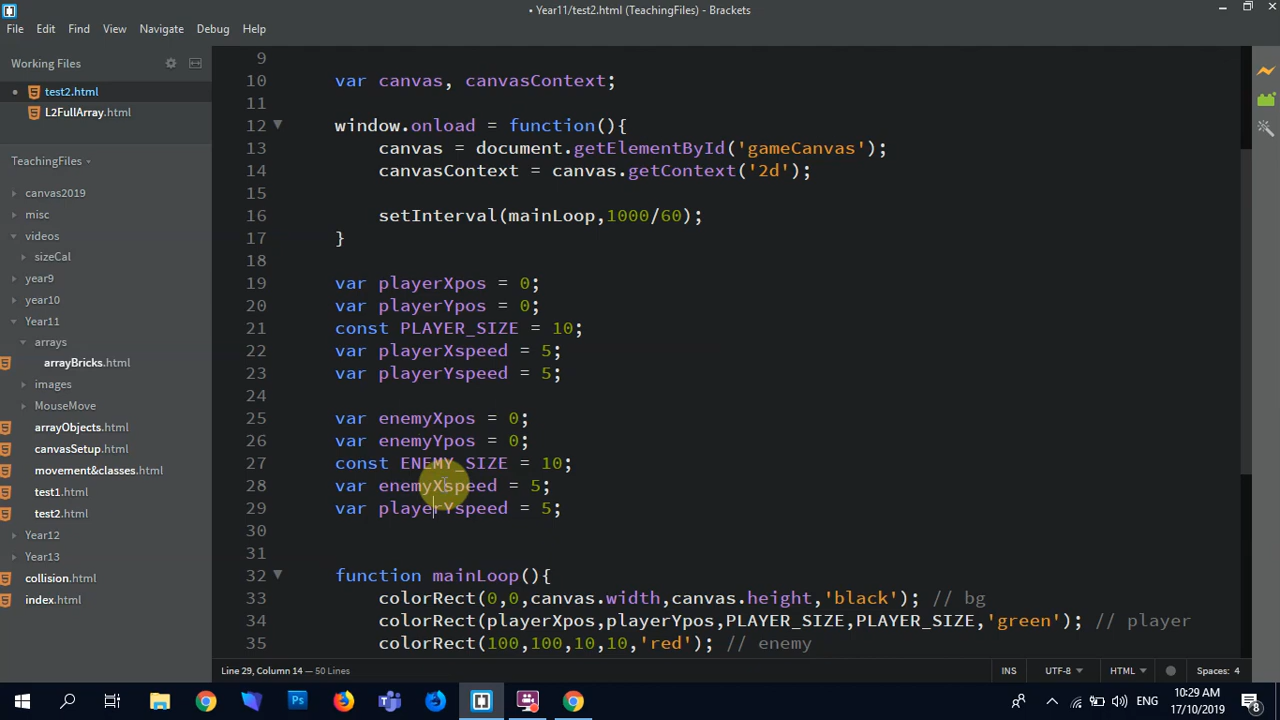 • Year11/test2.html (TeachingFiles) - Brackets
File Edit Find View Navigate Debug Help
Working Files
test2.html
L2FullArray.html
TeachingFiles
canvas2019
misc
videos
sizeCal
year9
year10
Year11
arrays
arrayBricks.html
images
MouseMove
arrayObjects.html
canvasSetup.html
movement&classes.html
test1.html
test2.html
Year12
Year13
collision.html
index.html
9
10 var canvas, canvasContext;
11
12 window.onload = function(){
13 canvas = document.getElementById('gameCanvas');
14 canvasContext = canvas.getContext('2d');
15
16 setInterval(mainLoop,1000/60);
17 }
18
19 var playerXpos = 0;
20 var playerYpos = 0;
21 const PLAYER_SIZE = 10;
22 var playerXspeed = 5;
23 var playerYspeed = 5;
24
25 var enemyXpos = 0;
26 var enemyYpos = 0;
27 const ENEMY_SIZE = 10;
28 var enemyXspeed = 5;
29 var playerYspeed = 5;
30
31
32 function mainLoop(){
33 colorRect(0,0,canvas.width,canvas.height,'black'); // bg
34 colorRect(playerXpos,playerYpos,PLAYER_SIZE,PLAYER_SIZE,'green'); // player
35 colorRect(100,100,10,10,'red'); // enemy
Line 29, Column 14 — 50 Lines
INS UTF-8 HTML Spaces: 4
Ps
ENG
10:29 AM
17/10/2019
8